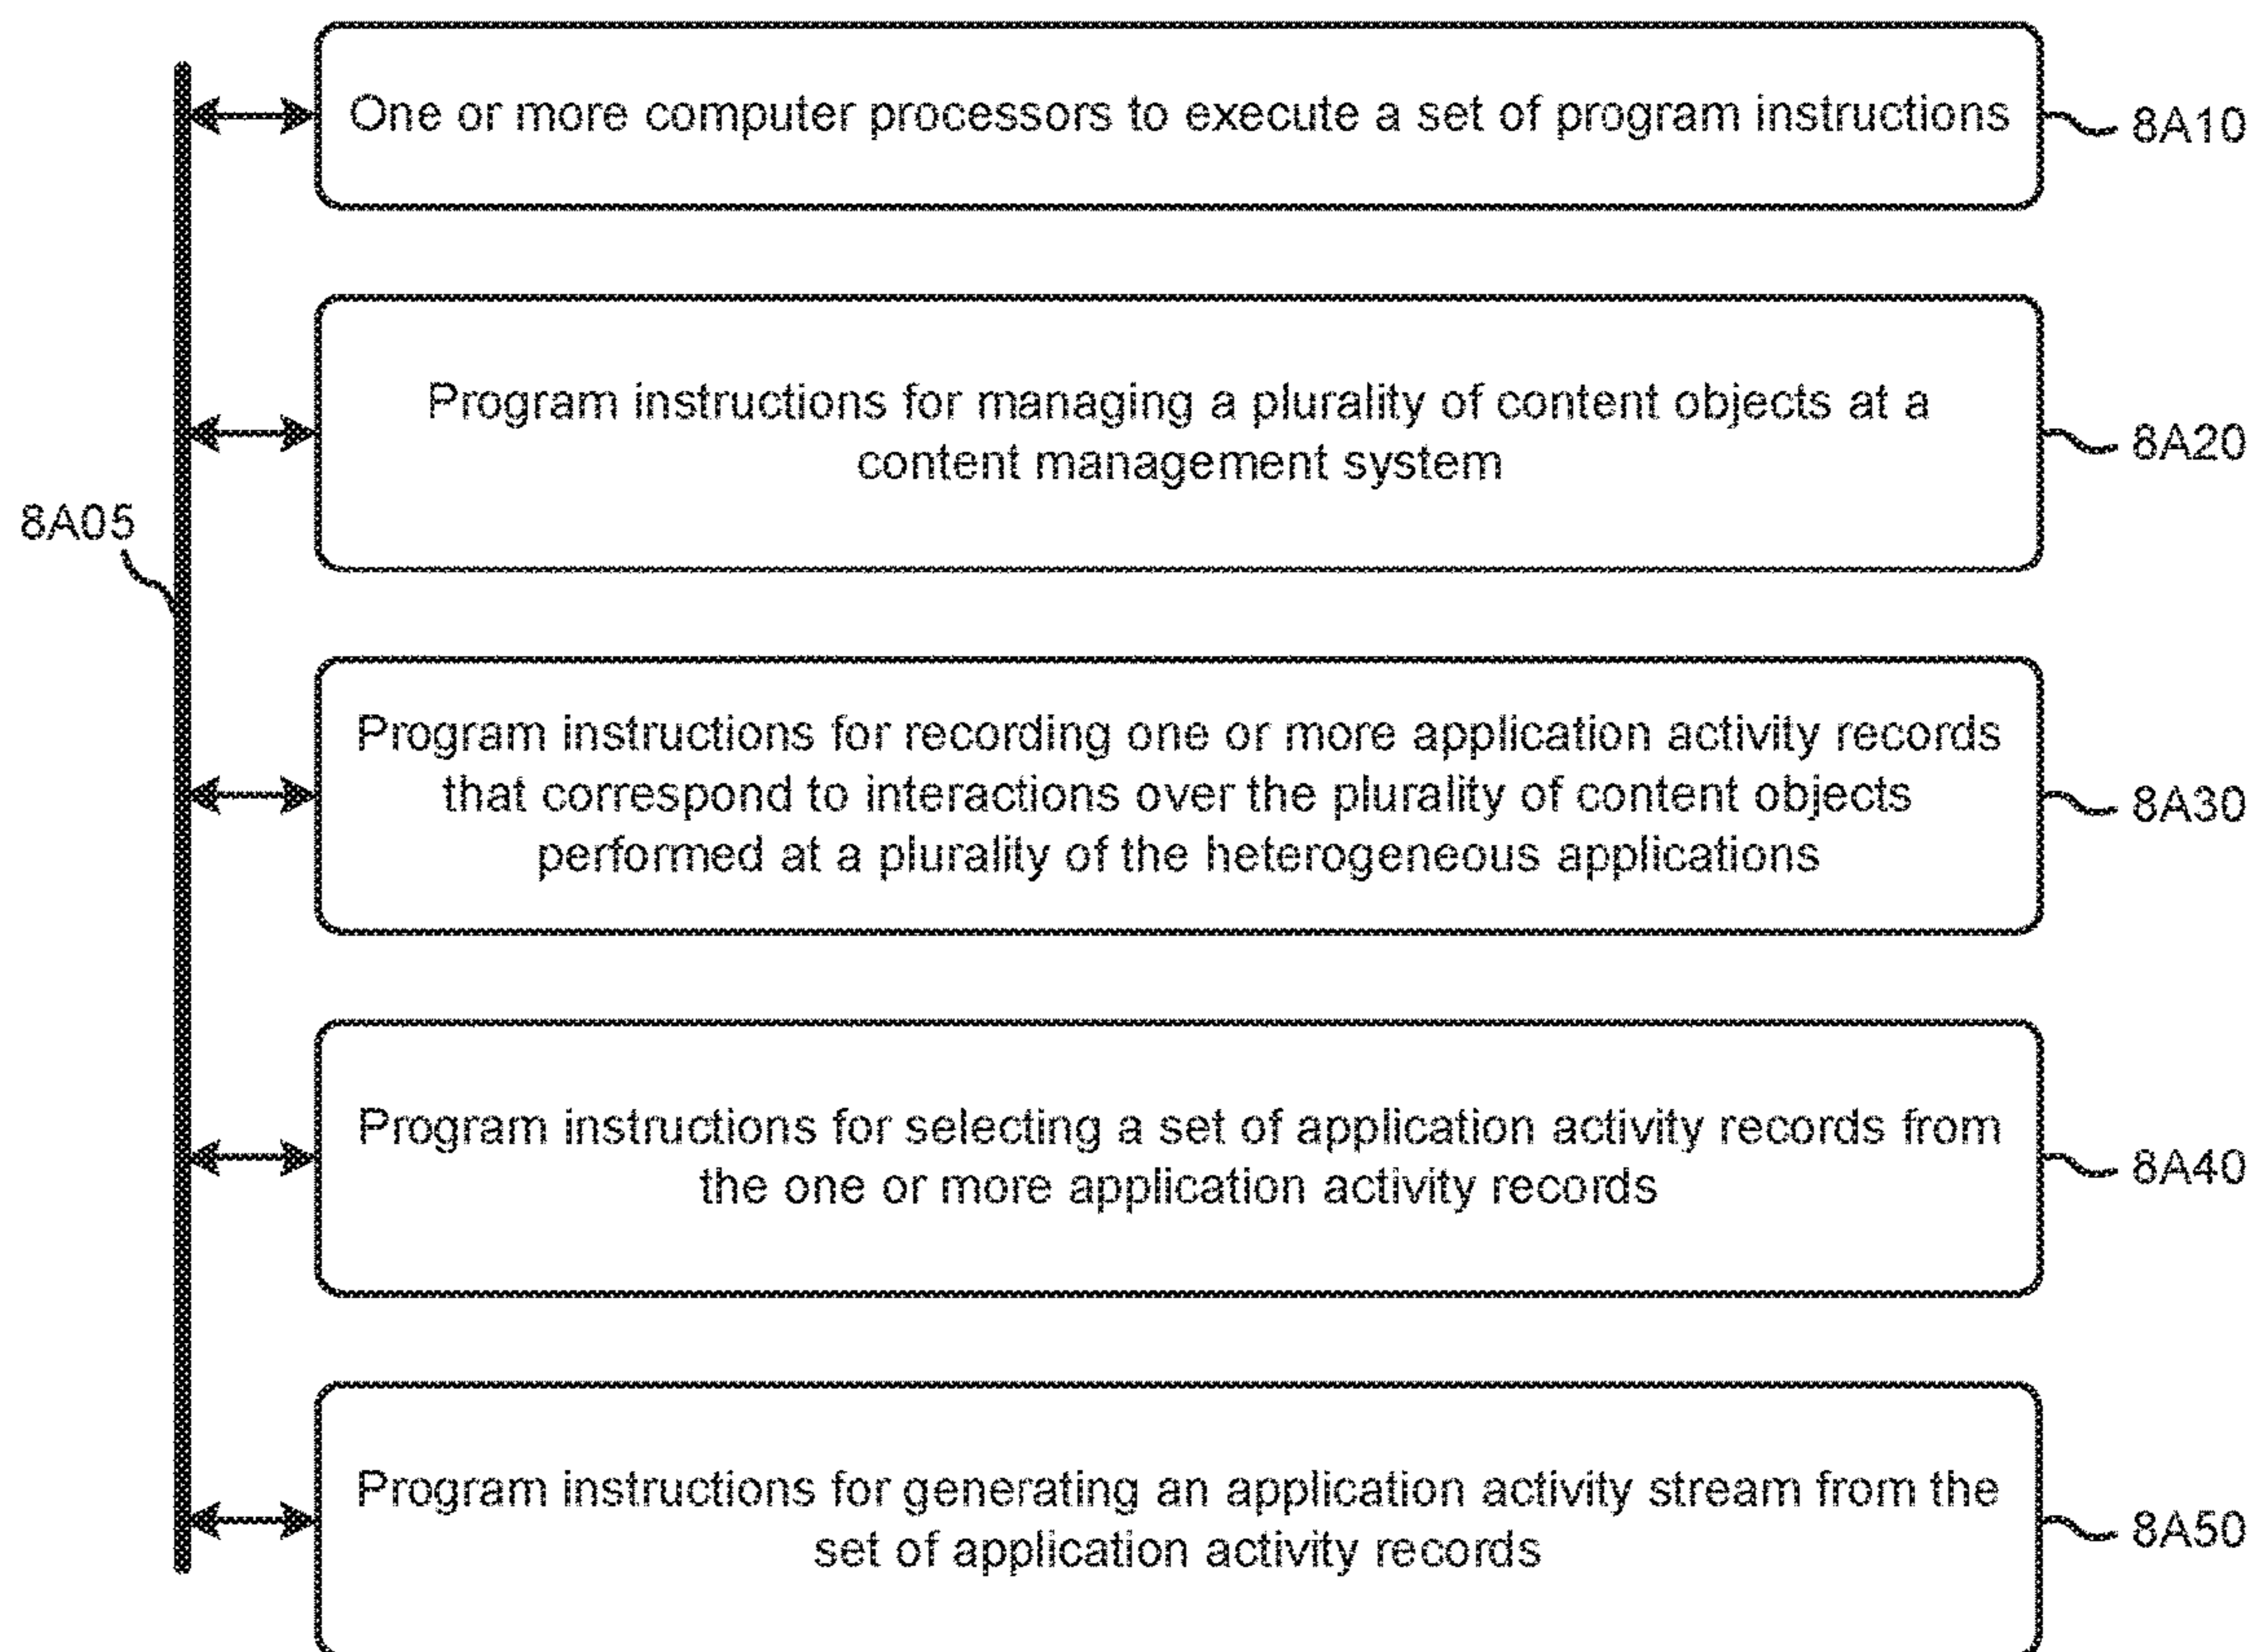 One or more computer processors to execute a set of program instructions
8A10
Program instructions for managing a plurality of content objects at a
content management system
8A20
8A05
Program instructions for recording one or more application activity records
that correspond to interactions over the plurality of content objects
performed at a plurality of the heterogeneous applications
8A30
Program instructions for selecting a set of application activity records from
the one or more application activity records
8A40
Program instructions for generating an application activity stream from the
set of application activity records
8A50